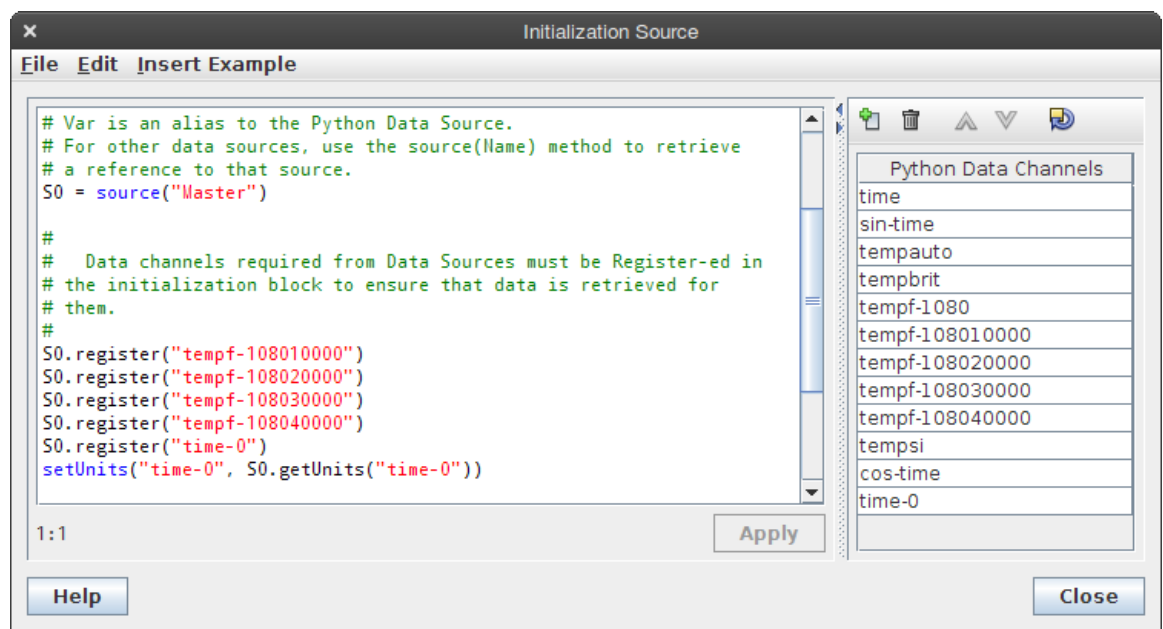 Initialization Source
File Edit Insert Example
# Var is an alias to the Python Data Source.
# For other data sources, use the source(Name) method to retrieve
# a reference to that source.
S0 = source("Master")
#
#   Data channels required from Data Sources must be Register-ed in
# the initialization block to ensure that data is retrieved for
# them.
#
S0.register("tempf-108010000")
S0.register("tempf-108020000")
S0.register("tempf-108030000")
S0.register("tempf-108040000")
S0.register("time-0")
setUnits("time-0", S0.getUnits("time-0"))
1:1
Apply
Python Data Channels
time
sin-time
tempauto
tempbrit
tempf-1080
tempf-108010000
tempf-108020000
tempf-108030000
tempf-108040000
tempsi
cos-time
time-0
Help
Close